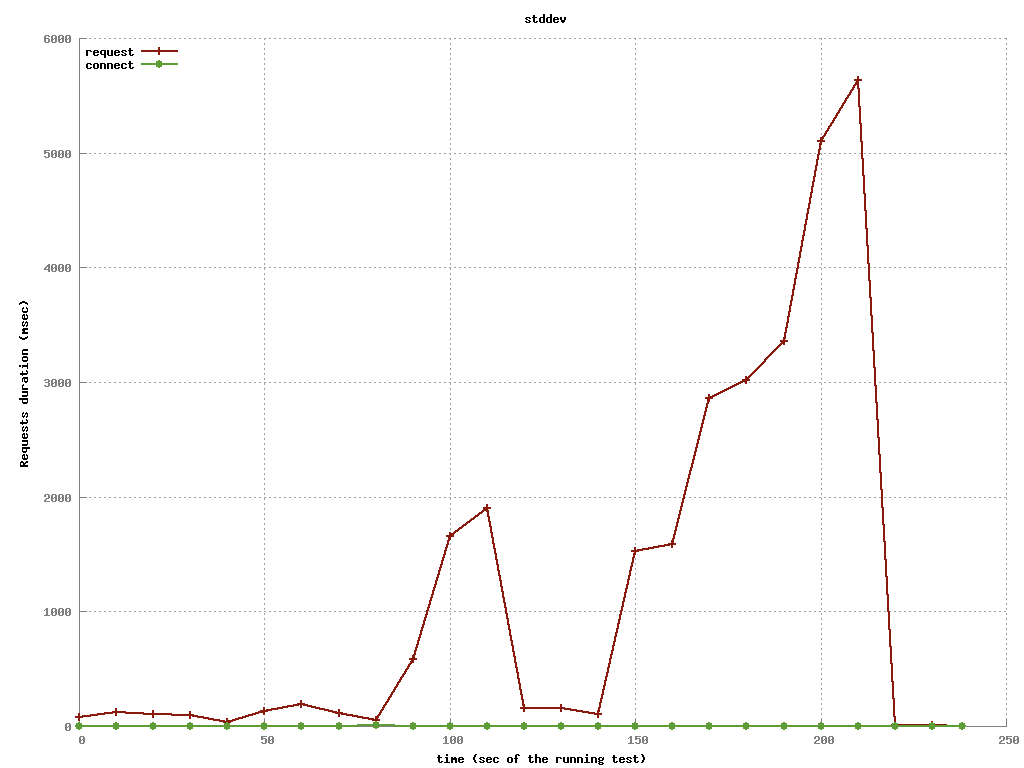 stddev
request
connect
Requests duration (msec)
6000
5000
4000
3000
2000
1000
0
0 50 100 150 200 250
time (sec of the running test)